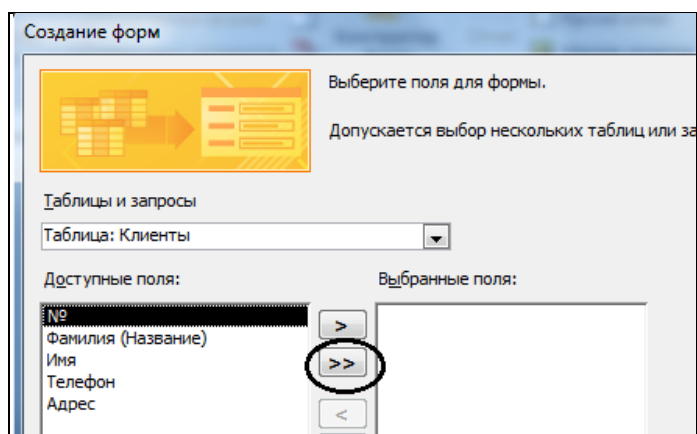 Создание форм
Выберите поля для формы.
Допускается выбор нескольких таблиц или за
Таблицы и запросы
Таблица: Клиенты
Доступные поля:
Выбранные поля:
№
Фамилия (Название)
Имя
Телефон
Адрес
>
>>
<